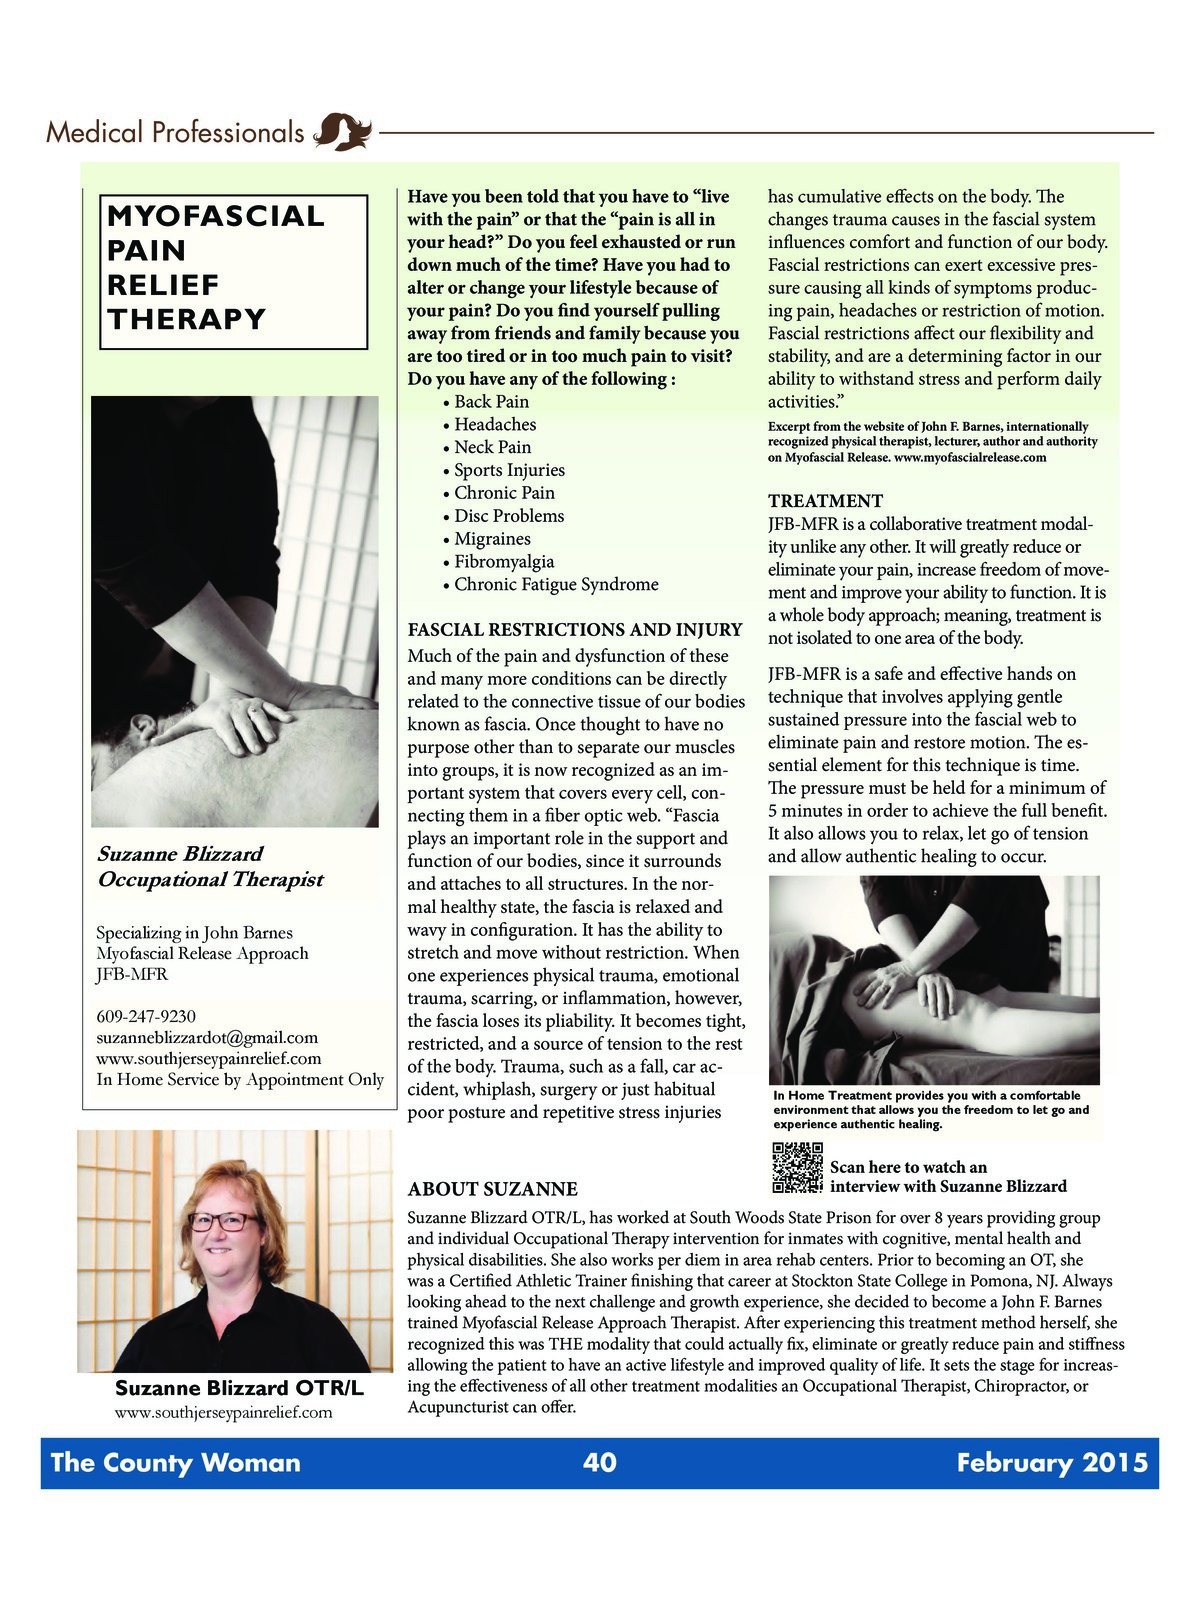 Medical Professionals
MYOFASCIAL
PAIN
RELIEF
THERAPY
Suzanne Blizzard
Occupational Therapist
Specializing in John Barnes
Myofascial Release Approach
JFB-MFR
609-247-9230
suzanneblizzardot@gmail.com
www.southjerseypainrelief.com
In Home Service by Appointment Only
Suzanne Blizzard OTR/L
www.southjerseypainrelief.com
Have you been told that you have to “live
with the pain” or that the “pain is all in
your head?” Do you feel exhausted or run
down much of the time? Have you had to
alter or change your lifestyle because of
your pain? Do you find yourself pulling
away from friends and family because you
are too tired or in too much pain to visit?
Do you have any of the following :
• Back Pain
• Headaches
• Neck Pain
• Sports Injuries
• Chronic Pain
• Disc Problems
• Migraines
• Fibromyalgia
• Chronic Fatigue Syndrome
FASCIAL RESTRICTIONS AND INJURY
Much of the pain and dysfunction of these
and many more conditions can be directly
related to the connective tissue of our bodies
known as fascia. Once thought to have no
purpose other than to separate our muscles
into groups, it is now recognized as an im-
portant system that covers every cell, con-
necting them in a fiber optic web. “Fascia
plays an important role in the support and
function of our bodies, since it surrounds
and attaches to all structures. In the nor-
mal healthy state, the fascia is relaxed and
wavy in configuration. It has the ability to
stretch and move without restriction. When
one experiences physical trauma, emotional
trauma, scarring, or inflammation, however,
the fascia loses its pliability. It becomes tight,
restricted, and a source of tension to the rest
of the body. Trauma, such as a fall, car ac-
cident, whiplash, surgery or just habitual
poor posture and repetitive stress injuries
has cumulative effects on the body. The
changes trauma causes in the fascial system
influences comfort and function of our body.
Fascial restrictions can exert excessive pres-
sure causing all kinds of symptoms produc-
ing pain, headaches or restriction of motion.
Fascial restrictions affect our flexibility and
stability, and are a determining factor in our
ability to withstand stress and perform daily
activities.”
Excerpt from the website of John F. Barnes, internationally
recognized physical therapist, lecturer, author and authority
on Myofascial Release. www.myofascialrelease.com
TREATMENT
JFB-MFR is a collaborative treatment modal-
ity unlike any other. It will greatly reduce or
eliminate your pain, increase freedom of move-
ment and improve your ability to function. It is
a whole body approach; meaning, treatment is
not isolated to one area of the body.
JFB-MFR is a safe and effective hands on
technique that involves applying gentle
sustained pressure into the fascial web to
eliminate pain and restore motion. The es-
sential element for this technique is time.
The pressure must be held for a minimum of
5 minutes in order to achieve the full benefit.
It also allows you to relax, let go of tension
and allow authentic healing to occur.
In Home Treatment provides you with a comfortable
environment that allows you the freedom to let go and
experience authentic healing.
Scan here to watch an
interview with Suzanne Blizzard
ABOUT SUZANNE
Suzanne Blizzard OTR/L, has worked at South Woods State Prison for over 8 years providing group
and individual Occupational Therapy intervention for inmates with cognitive, mental health and
physical disabilities. She also works per diem in area rehab centers. Prior to becoming an OT, she
was a Certified Athletic Trainer finishing that career at Stockton State College in Pomona, NJ. Always
looking ahead to the next challenge and growth experience, she decided to become a John F. Barnes
trained Myofascial Release Approach Therapist. After experiencing this treatment method herself, she
recognized this was THE modality that could actually fix, eliminate or greatly reduce pain and stiffness
allowing the patient to have an active lifestyle and improved quality of life. It sets the stage for increas-
ing the effectiveness of all other treatment modalities an Occupational Therapist, Chiropractor, or
Acupuncturist can offer.
The County Woman
40
February 2015